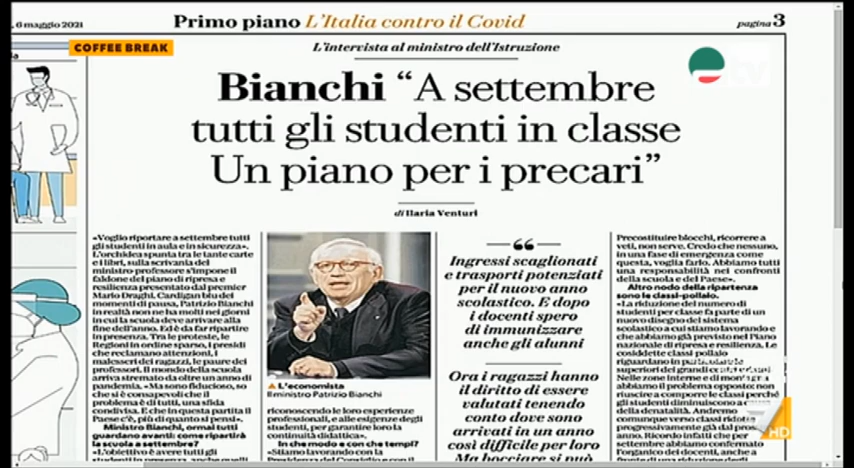 , 6 maggio 2021
Primo piano L'Italia contro il Covid
pagina 3
COFFEE BREAK
L'intervista al ministro dell'Istruzione
tv
Bianchi “A settembre
tutti gli studenti in classe
Un piano per i precari”
di Ilaria Venturi
«Voglio riportare a settembre tutti
gli studenti in aula e in sicurezza».
L'orchidea spunta tra le tante carte
e i libri, sulla scrivania del
ministro professore s'impone il
faldone del piano di ripresa e
resilienza presentato dal premier
Mario Draghi. Cardigan blu dei
momenti di pausa, Patrizio Bianchi
in realtà non ne ha molti nei giorni
in cui la scuola deve arrivare alla
fine dell'anno. Ed è da far ripartire
in presenza. Tra le proteste, le
Regioni in ordine sparso, i presidi
che reclamano attenzioni, i
malesseri dei ragazzi, le paure dei
professori. Il mondo della scuola
arriva stremato da oltre un anno di
pandemia. «Ma sono fiducioso, so
che si è consapevoli che il
problema è di tutti, una sfida
condivisa. E che in questa partita il
Paese c'è, più di quanto si pensi».
Ministro Bianchi, ormai tutti
guardano avanti: come ripartirà
la scuola a settembre?
«L'obiettivo è avere tutti gli
L'economista
Il ministro Patrizio Bianchi
riconoscendo le loro esperienze
professionali, e alle esigenze degli
studenti, per garantire loro la
continuità didattica».
In che modo e con che tempi?
«Stiamo lavorando con la
“
Ingressi scaglionati
e trasporti potenziati
per il nuovo anno
scolastico. E dopo
i docenti spero
di immunizzare
anche gli alunni
Ora i ragazzi hanno
il diritto di essere
valutati tenendo
conto dove sono
arrivati in un anno
così difficile per loro
Ma bocciare si può
Precostituire blocchi, ricorrere a
veti, non serve. Credo che nessuno,
in una fase di emergenza come
questa, voglia farlo. Abbiamo tutti
una responsabilità nei confronti
della scuola e del Paese».
Altro nodo della ripartenza
sono le classi-pollaio.
«La riduzione del numero di
studenti per classe fa parte di un
nuovo disegno del sistema
scolastico a cui stiamo lavorando e
che abbiamo già previsto nel Piano
nazionale di ripresa e resilienza. Le
cosiddette classi pollaio
riguardano in
superiori dei grandi
Nelle zone interne e di
abbiamo il problema opposto: non
riuscire a comporre le classi perché
gli studenti diminuiscono a
della denatalità. Andremo
comunque verso classi
progressivamente già dal
anno. Ricordo infatti che per
settembre abbiamo confermato
l'organico dei docenti, anche a
HD